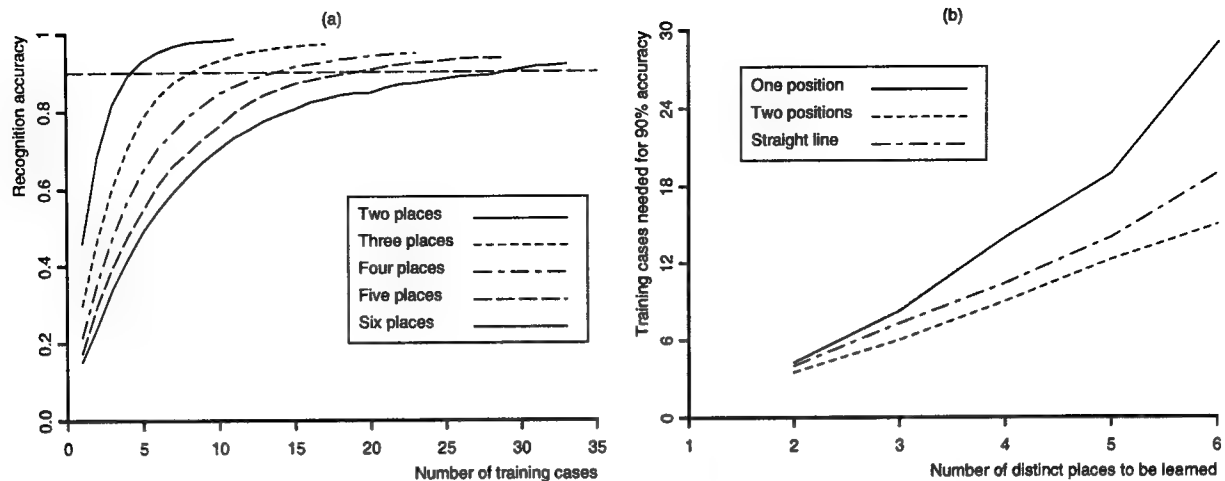 (a)
Recognition accuracy
1
0.8
0.6
0.4
0.2
0.0
Two places
Three places
Four places
Five places
Six places
0 5 10 15 20 25 30 35
Number of training cases
(b)
Training cases needed for 90% accuracy
30
24
18
12
6
0
One position
Two positions
Straight line
1 2 3 4 5 6
Number of distinct places to be learned